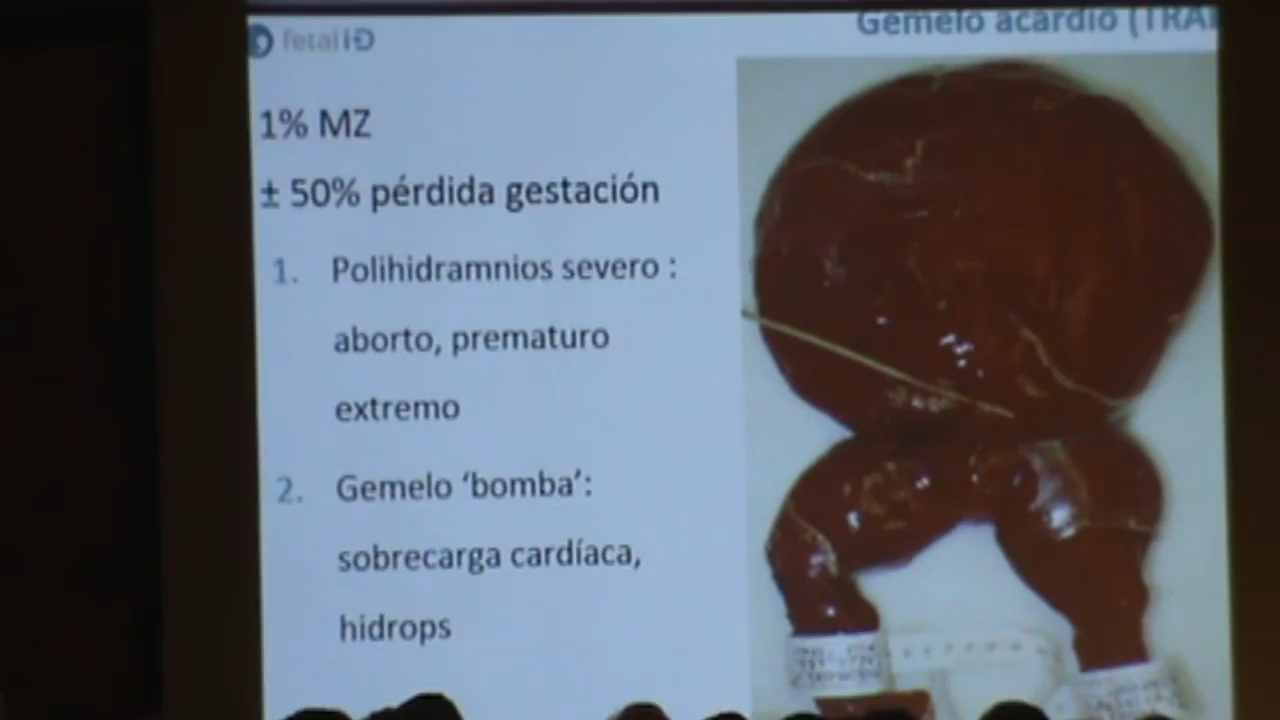 fetal iD
Gemelo acardio (TRA
1% MZ
± 50% pérdida gestación
1. Polihidramnios severo :
aborto, prematuro
extremo
2. Gemelo ‘bomba’:
sobrecarga cardíaca,
hidrops